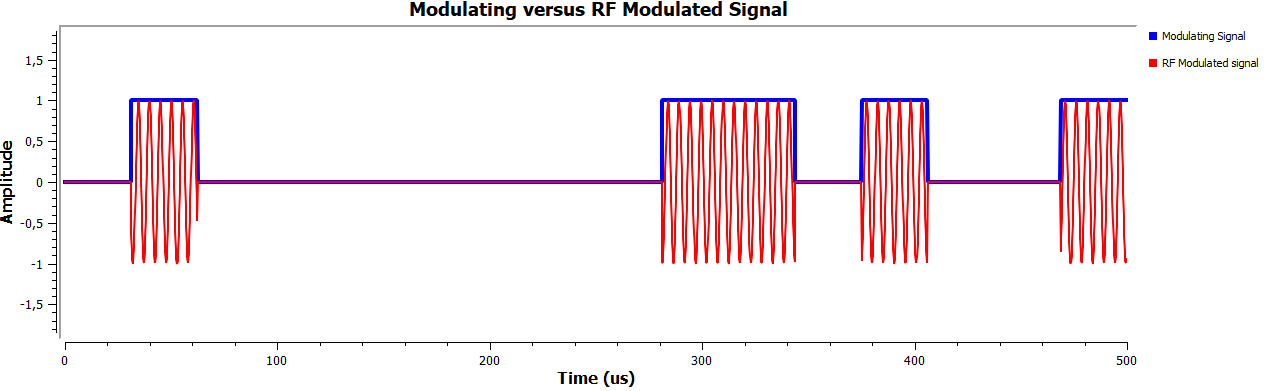 Modulating versus RF Modulated Signal
Modulating Signal
RF Modulated signal
1,5
1
0,5
0
-0,5
-1
-1,5
Amplitude
0 100 200 300 400 500
Time (us)